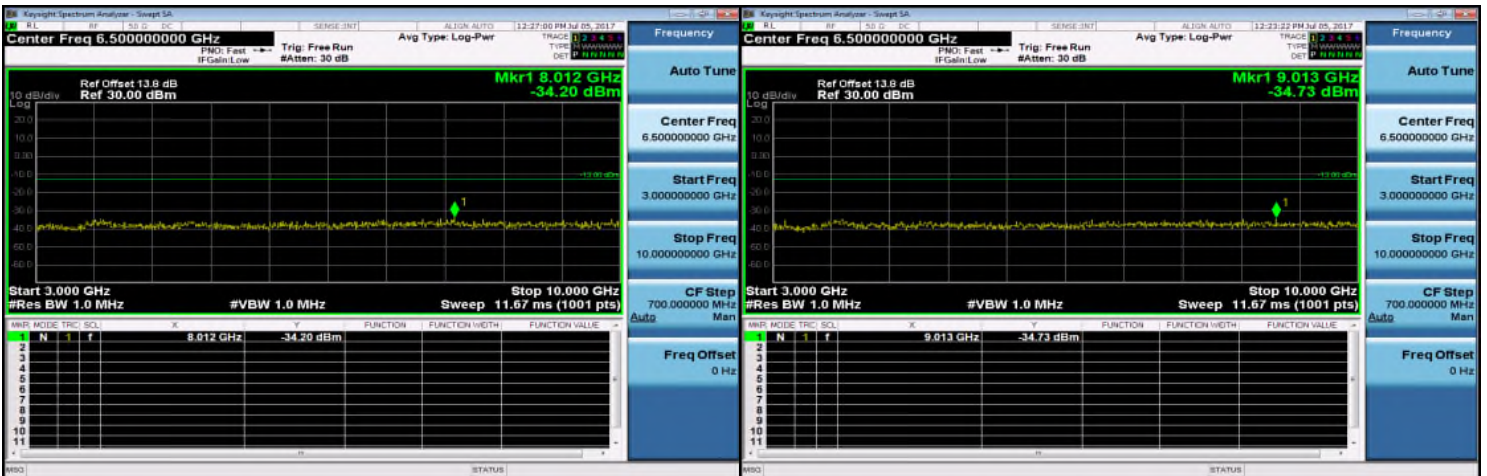 Keysight Spectrum Analyzer - Swept SA
RL RF 50 Ω DC SENSE:INT ALIGN AUTO 12:27:00 PM Jul 05, 2017
Center Freq 6.500000000 GHz
PNO: Fast
IFGain:Low
Trig: Free Run
#Atten: 30 dB
Avg Type: Log-Pwr
TRACE 1 2 3 4 5 6
TYPE M WWWWW
DET P N N N N N
Ref Offset 13.8 dB
10 dB/div Ref 30.00 dBm
Log
Mkr1 8.012 GHz
-34.20 dBm
20.0
10.0
0.00
-10.0
-20.0
-30.0
-40.0
-50.0
-60.0
-13.00 dBm
1
Start 3.000 GHz
Stop 10.000 GHz
#Res BW 1.0 MHz #VBW 1.0 MHz Sweep 11.67 ms (1001 pts)
MKR MODE TRC SCL X Y FUNCTION FUNCTION WIDTH FUNCTION VALUE
1 N 1 f 8.012 GHz -34.20 dBm
2
3
4
5
6
7
8
9
10
11
MSG STATUS
Frequency
Auto Tune
Center Freq
6.500000000 GHz
Start Freq
3.000000000 GHz
Stop Freq
10.000000000 GHz
CF Step
700.000000 MHz
Auto Man
Freq Offset
0 Hz
Keysight Spectrum Analyzer - Swept SA
RL RF 50 Ω DC SENSE:INT ALIGN AUTO 12:23:22 PM Jul 05, 2017
Center Freq 6.500000000 GHz
PNO: Fast
IFGain:Low
Trig: Free Run
#Atten: 30 dB
Avg Type: Log-Pwr
TRACE 1 2 3 4 5 6
TYPE M WWWWW
DET P N N N N N
Ref Offset 13.8 dB
10 dB/div Ref 30.00 dBm
Log
Mkr1 9.013 GHz
-34.73 dBm
20.0
10.0
0.00
-10.0
-20.0
-30.0
-40.0
-50.0
-60.0
-13.00 dBm
1
Start 3.000 GHz
Stop 10.000 GHz
#Res BW 1.0 MHz #VBW 1.0 MHz Sweep 11.67 ms (1001 pts)
MKR MODE TRC SCL X Y FUNCTION FUNCTION WIDTH FUNCTION VALUE
1 N 1 f 9.013 GHz -34.73 dBm
2
3
4
5
6
7
8
9
10
11
MSG STATUS
Frequency
Auto Tune
Center Freq
6.500000000 GHz
Start Freq
3.000000000 GHz
Stop Freq
10.000000000 GHz
CF Step
700.000000 MHz
Auto Man
Freq Offset
0 Hz